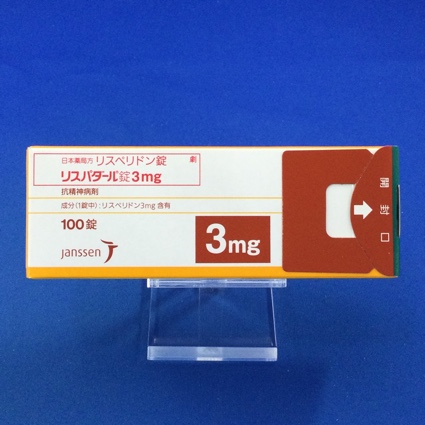 日本薬局方 リスペリドン錠 劇
リスパダール錠3mg
抗精神病剤
成分(1錠中):リスペリドン3mg 含有
100錠
janssen
3mg
開封口